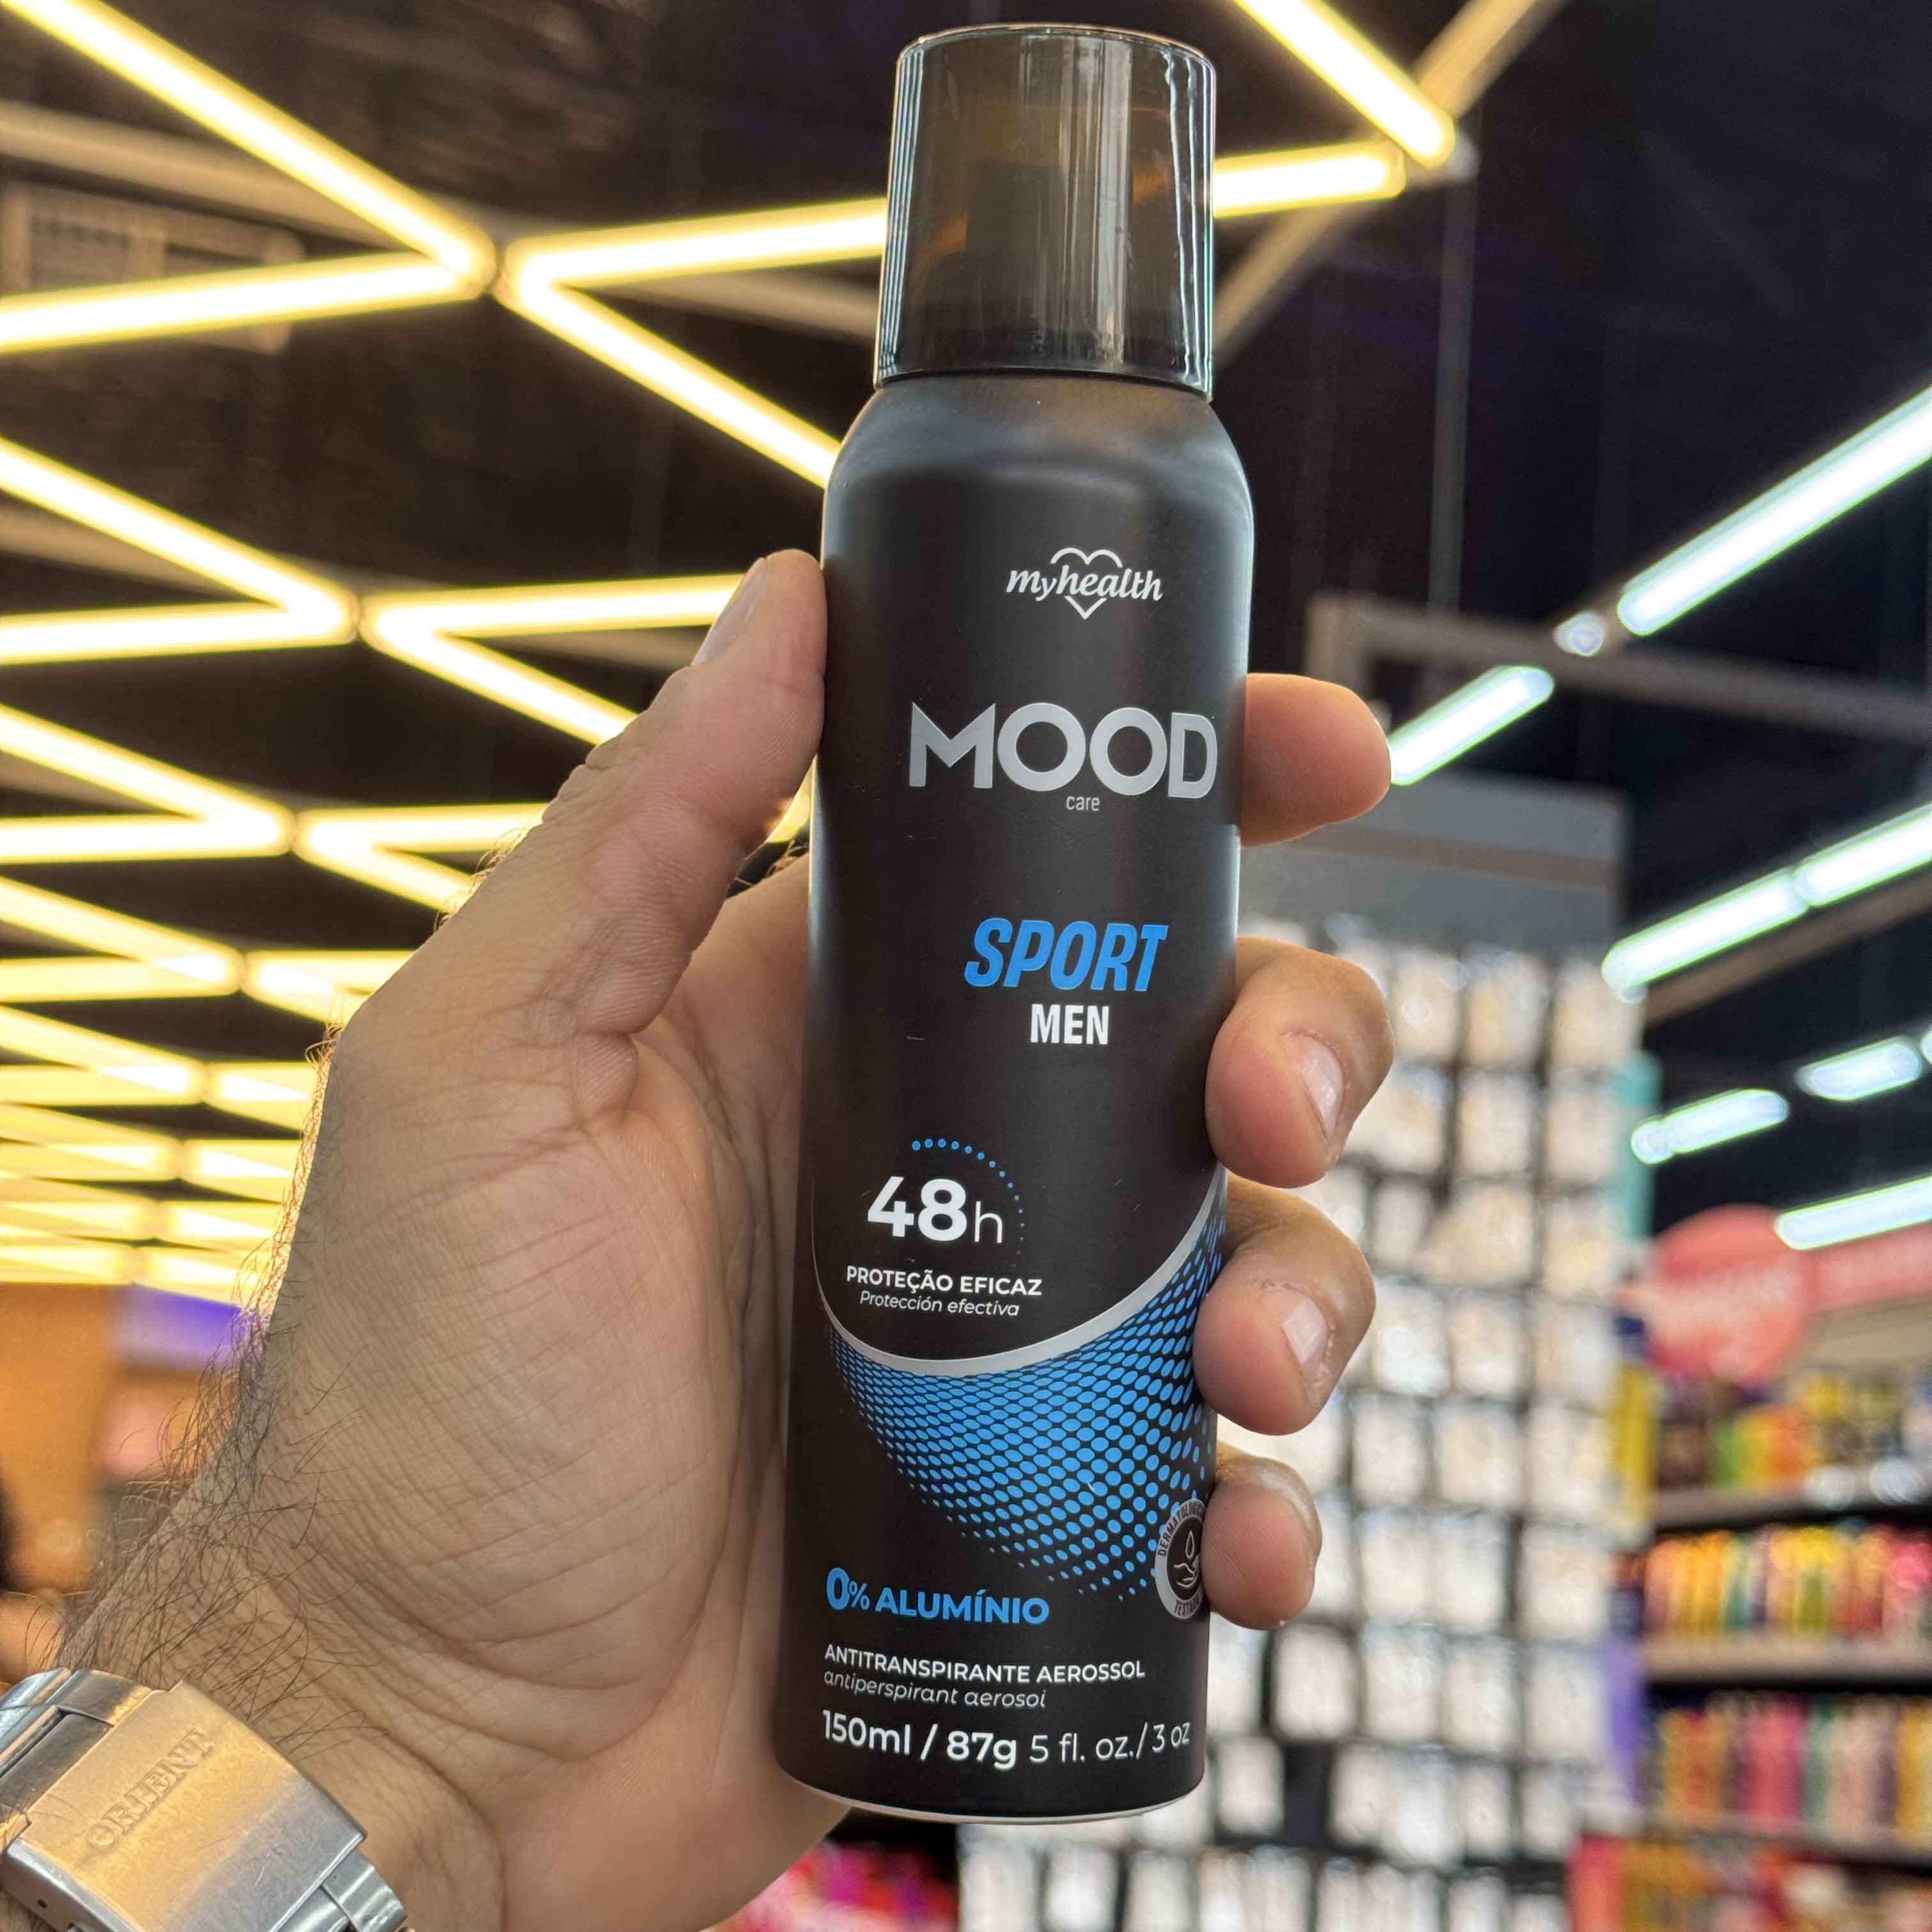 myhealth
MOOD
care
SPORT
MEN
48h
PROTEÇÃO EFICAZ
Protección efectiva
TESTADO
0% ALUMÍNIO
ANTITRANSPIRANTE AEROSSOL
antiperspirant aerosol
150ml / 87g 5 fl. oz./ 3 oz
ORIENT